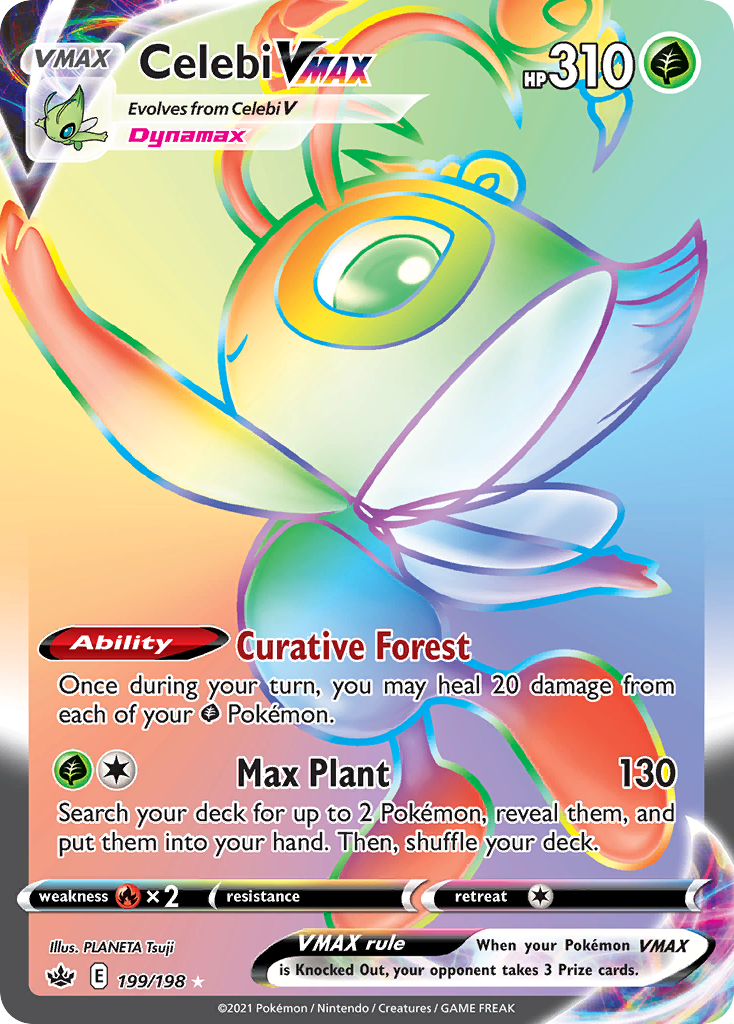 VMAX
Celebi VMAX
HP 310
Evolves from Celebi V
Dynamax
Ability Curative Forest
Once during your turn, you may heal 20 damage from
each of your Pokémon.
Max Plant 130
Search your deck for up to 2 Pokémon, reveal them, and
put them into your hand. Then, shuffle your deck.
weakness ×2 resistance retreat
Illus. PLANETA Tsuji
VMAX rule When your Pokémon VMAX
is Knocked Out, your opponent takes 3 Prize cards.
E 199/198
©2021 Pokémon / Nintendo / Creatures / GAME FREAK